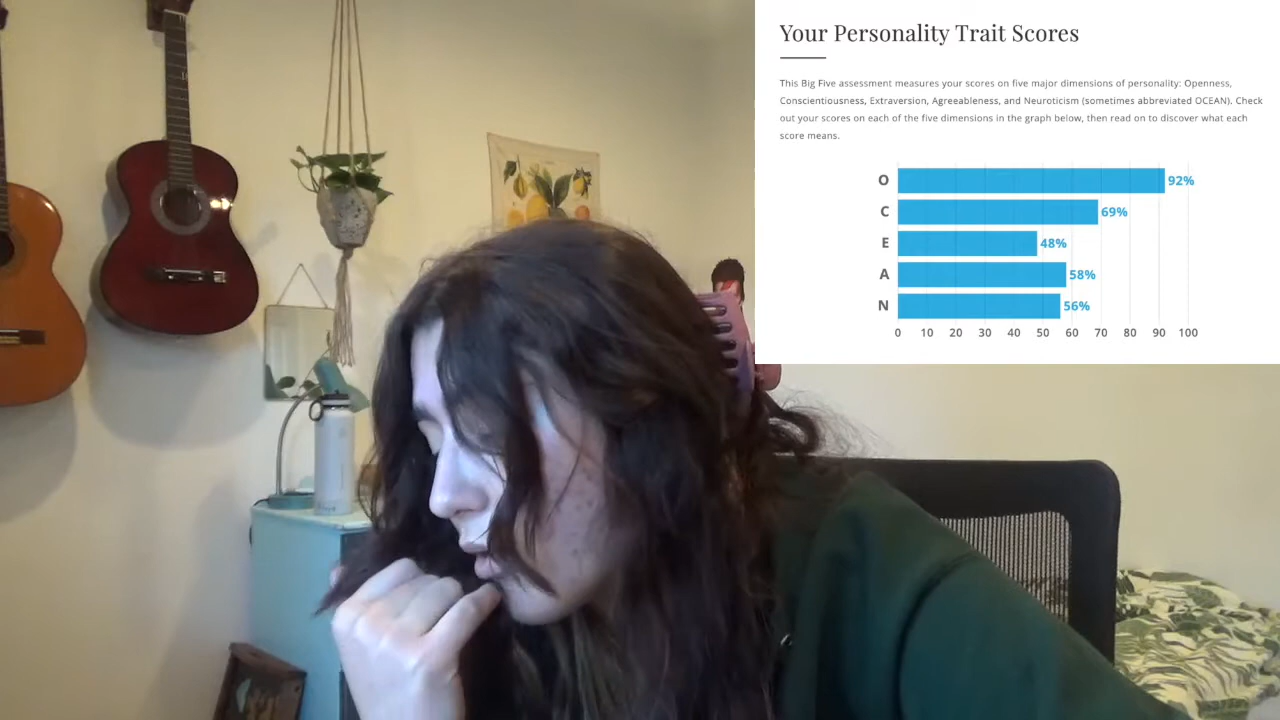 Your Personality Trait Scores
This Big Five assessment measures your scores on five major dimensions of personality: Openness,
Conscientiousness, Extraversion, Agreeableness, and Neuroticism (sometimes abbreviated OCEAN). Check
out your scores on each of the five dimensions in the graph below, then read on to discover what each
score means.
O 92%
C 69%
E 48%
A 58%
N 56%
0 10 20 30 40 50 60 70 80 90 100